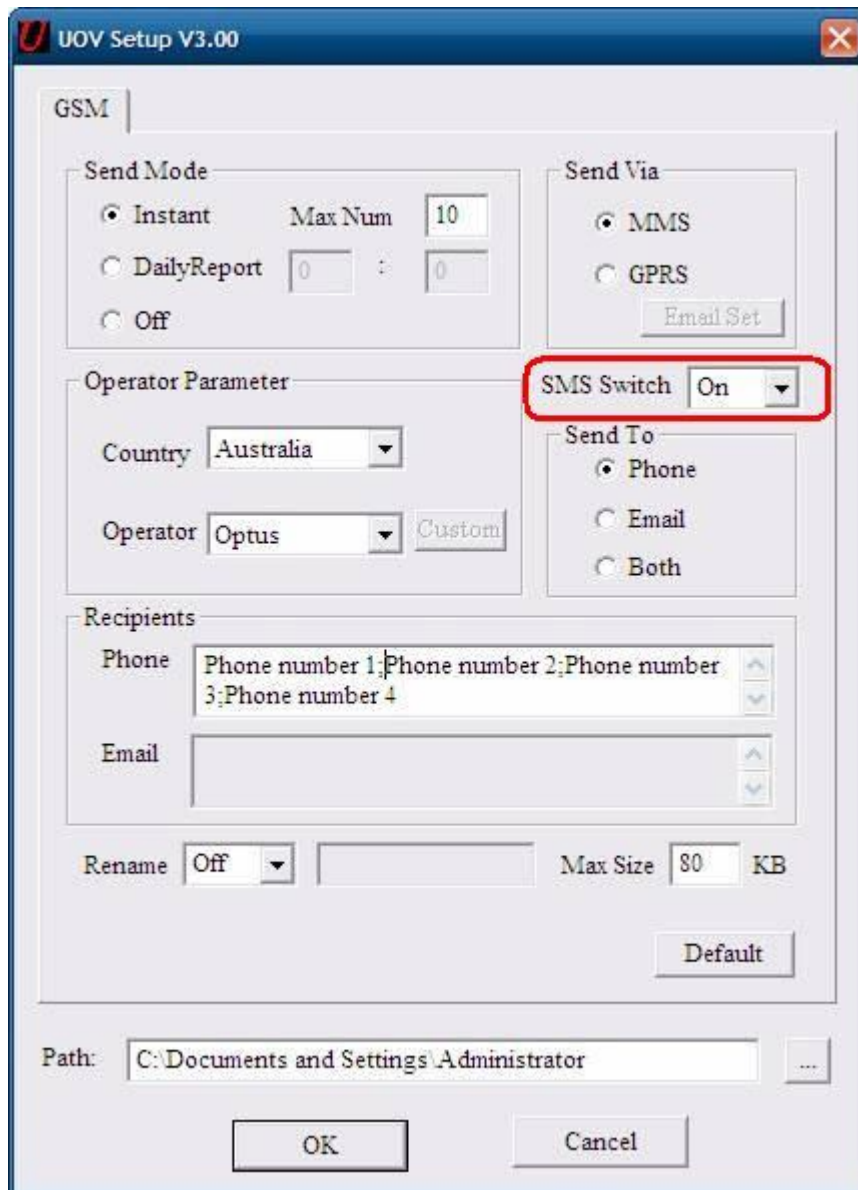 UOV Setup V3.00
GSM
Send Mode
Instant Max Num 10
DailyReport 0 : 0
Off
Send Via
MMS
GPRS
Email Set
Operator Parameter
Country Australia
Operator Optus Custom
SMS Switch On
Send To
Phone
Email
Both
Recipients
Phone Phone number 1;Phone number 2;Phone number
3;Phone number 4
Email
Rename Off Max Size 80 KB
Default
Path: C:\Documents and Settings\Administrator ...
OK Cancel